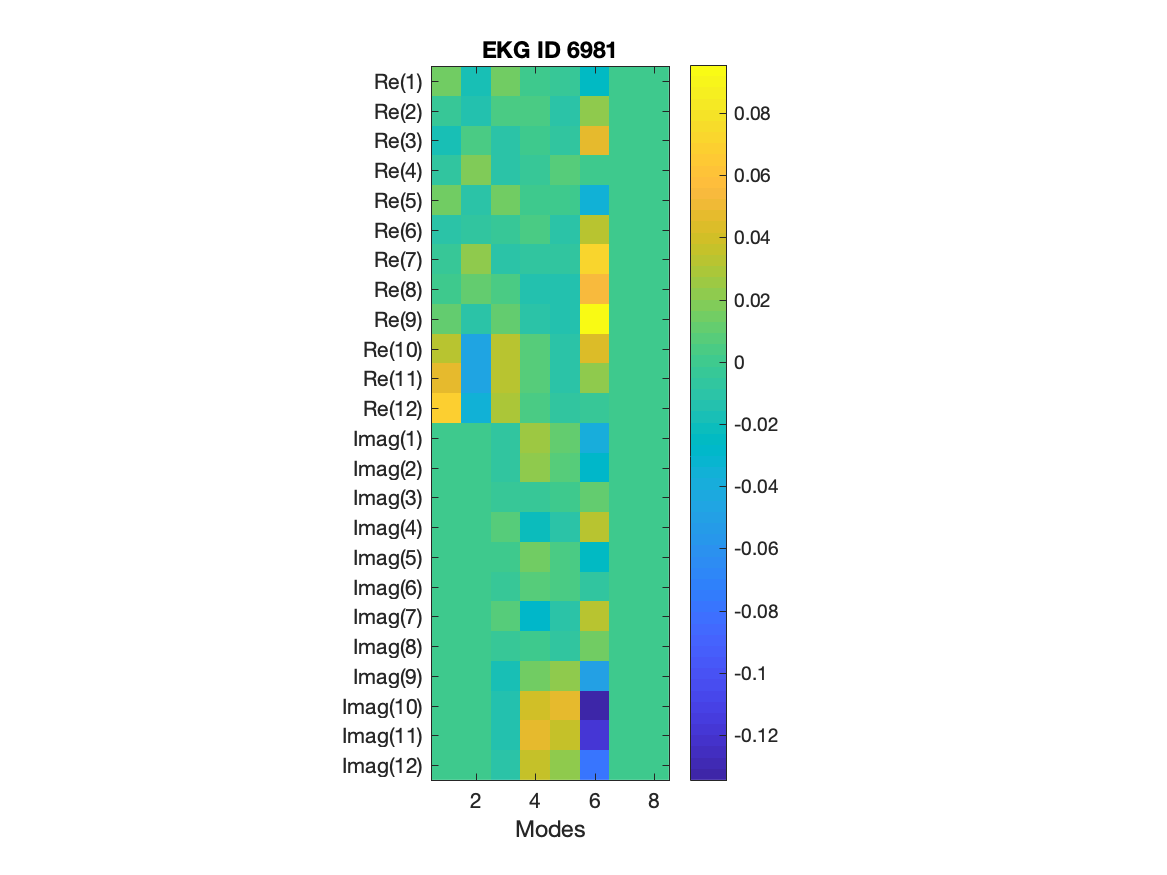 EKG ID 6981
Re(1)
Re(2)
Re(3)
Re(4)
Re(5)
Re(6)
Re(7)
Re(8)
Re(9)
Re(10)
Re(11)
Re(12)
Imag(1)
Imag(2)
Imag(3)
Imag(4)
Imag(5)
Imag(6)
Imag(7)
Imag(8)
Imag(9)
Imag(10)
Imag(11)
Imag(12)
2 4 6 8
Modes
0.08
0.06
0.04
0.02
0
-0.02
-0.04
-0.06
-0.08
-0.1
-0.12